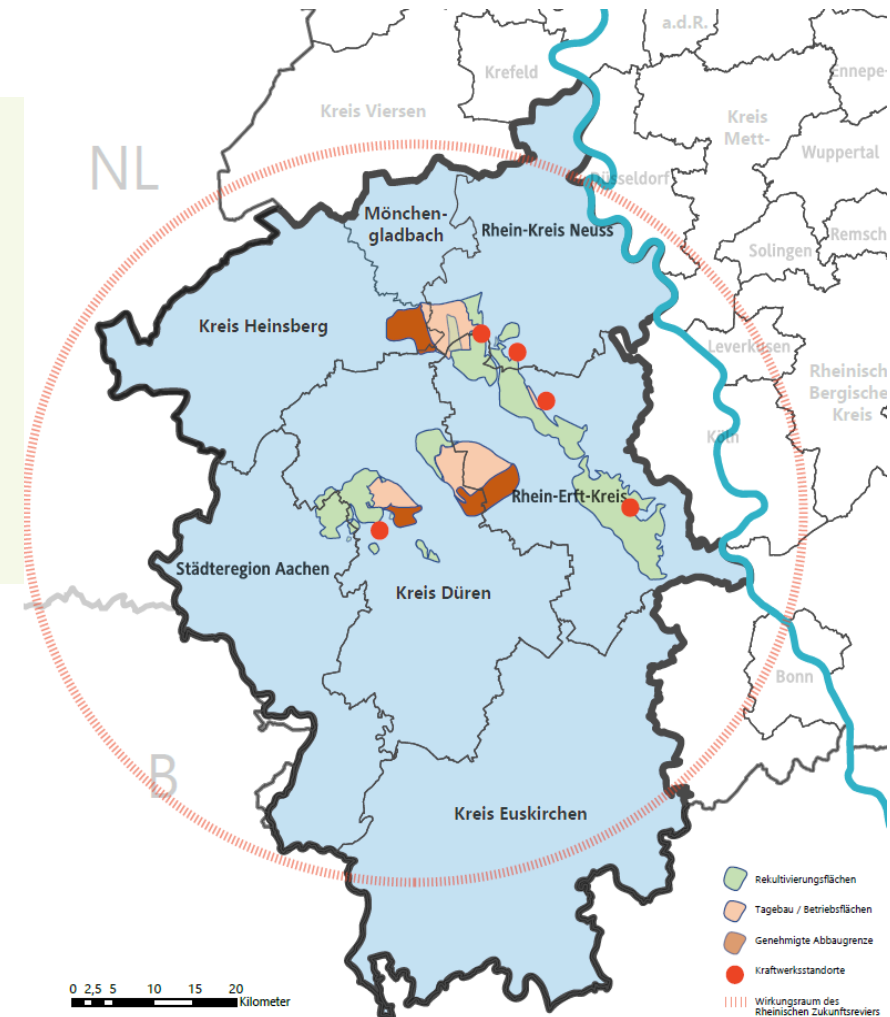 a.d.R.
Krefeld
Ennepe-
Kreis Viersen
Kreis
Mett-
Wuppertal
NL
Düsseldorf
Mönchen-
gladbach
Rhein-Kreis Neuss
Remsch
Solingen
Kreis Heinsberg
Leverkusen
Rheinisch
Bergische
Kreis
Köln
Rhein-Erft-Kreis
Städteregion Aachen
Kreis Düren
Bonn
B
Kreis Euskirchen
Rekultivierungsflächen
Tagebau / Betriebsflächen
Genehmigte Abbaugrenze
Kraftwerksstandorte
Wirkungsraum des
Rheinischen Zukunftsreviers
0 2,5 5 10 15 20
Kilometer